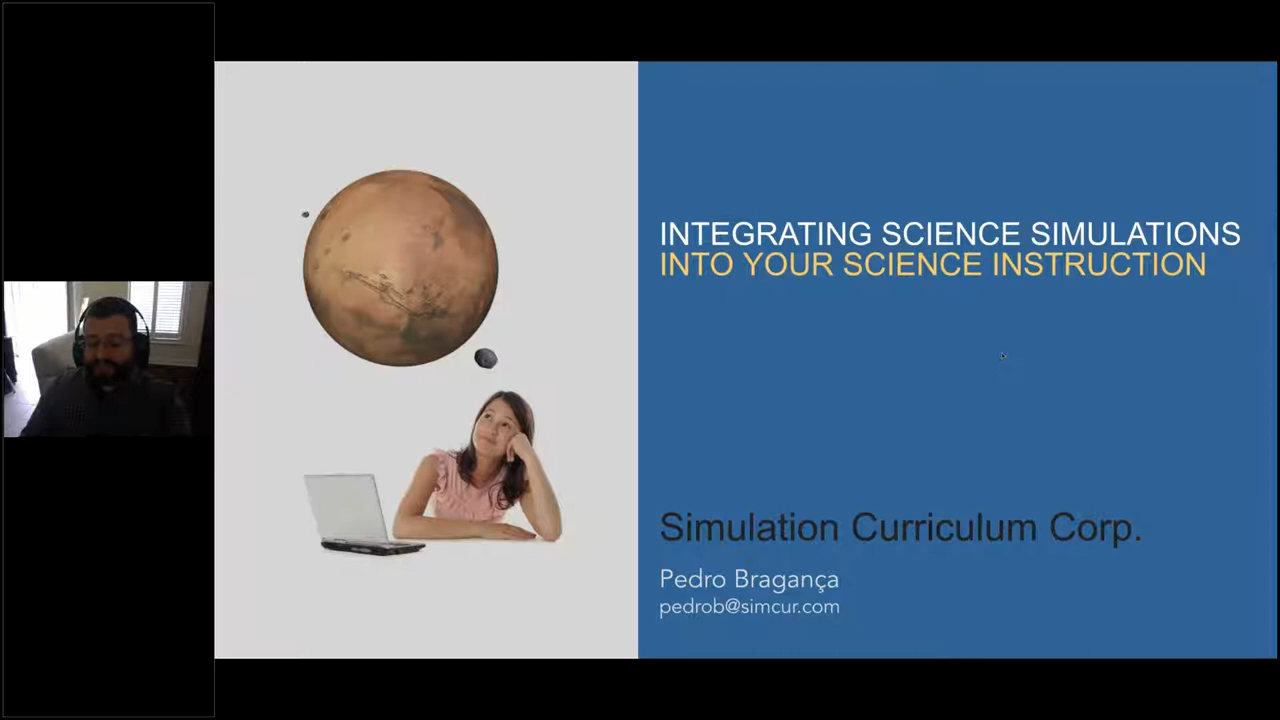 INTEGRATING SCIENCE SIMULATIONS
INTO YOUR SCIENCE INSTRUCTION
Simulation Curriculum Corp.
Pedro Bragança
pedrob@simcur.com